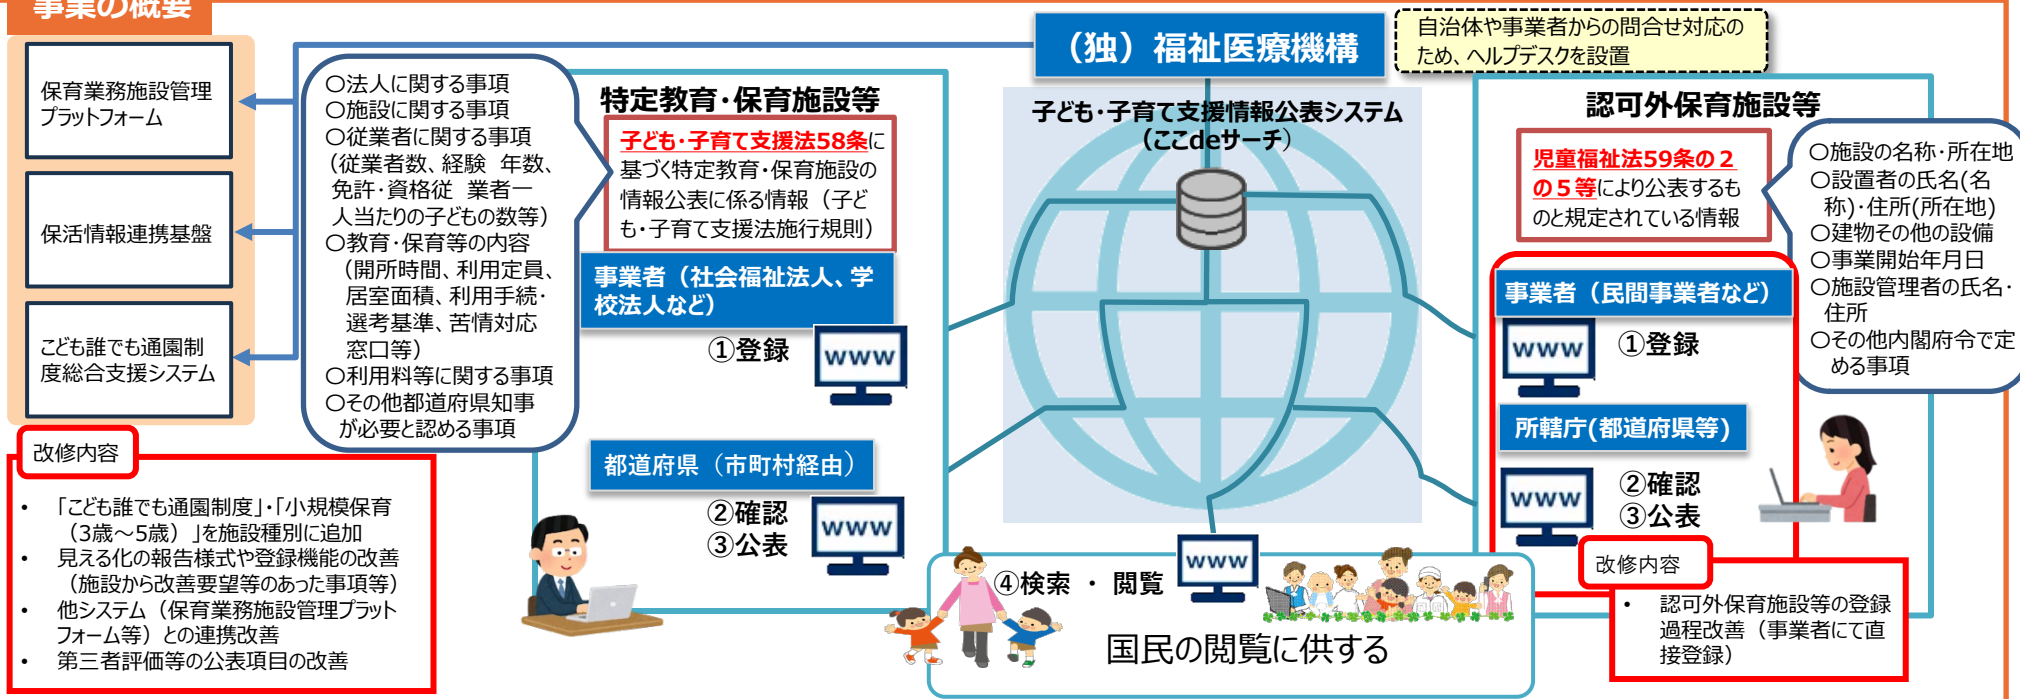 事業の概要
保育業務施設管理
プラットフォーム
保活情報連携基盤
こども誰でも通園制
度総合支援システム
〇法人に関する事項
〇施設に関する事項
〇従業者に関する事項
(従業者数、経験 年数、
免許・資格従 業者一
人当たりの子どもの数等)
〇教育・保育等の内容
(開所時間、利用定員、
居室面積、利用手続・
選考基準、苦情対応
窓口等)
〇利用料等に関する事項
〇その他都道府県知事
が必要と認める事項
改修内容
• 「こども誰でも通園制度」・「小規模保育
(3歳～5歳)」を施設種別に追加
• 見える化の報告様式や登録機能の改善
(施設から改善要望等のあった事項等)
• 他システム(保育業務施設管理プラット
フォーム等)との連携改善
• 第三者評価等の公表項目の改善
特定教育・保育施設等
子ども・子育て支援法58条に
基づく特定教育・保育施設の
情報公表に係る情報(子ど
も・子育て支援法施行規則)
事業者(社会福祉法人、学
校法人など)
①登録
www
都道府県(市町村経由)
②確認
③公表
www
(独)福祉医療機構
自治体や事業者からの問合せ対応の
ため、ヘルプデスクを設置
子ども・子育て支援情報公表システム
(ここdeサーチ)
www
④検索 ・ 閲覧
国民の閲覧に供する
認可外保育施設等
児童福祉法59条の2
の5等により公表するも
のと規定されている情報
〇施設の名称・所在地
〇設置者の氏名(名
称)・住所(所在地)
〇建物その他の設備
〇事業開始年月日
〇施設管理者の氏名・
住所
〇その他内閣府令で定
める事項
事業者(民間事業者など)
www
①登録
所轄庁(都道府県等)
www
②確認
③公表
改修内容
• 認可外保育施設等の登録
過程改善(事業者にて直
接登録)